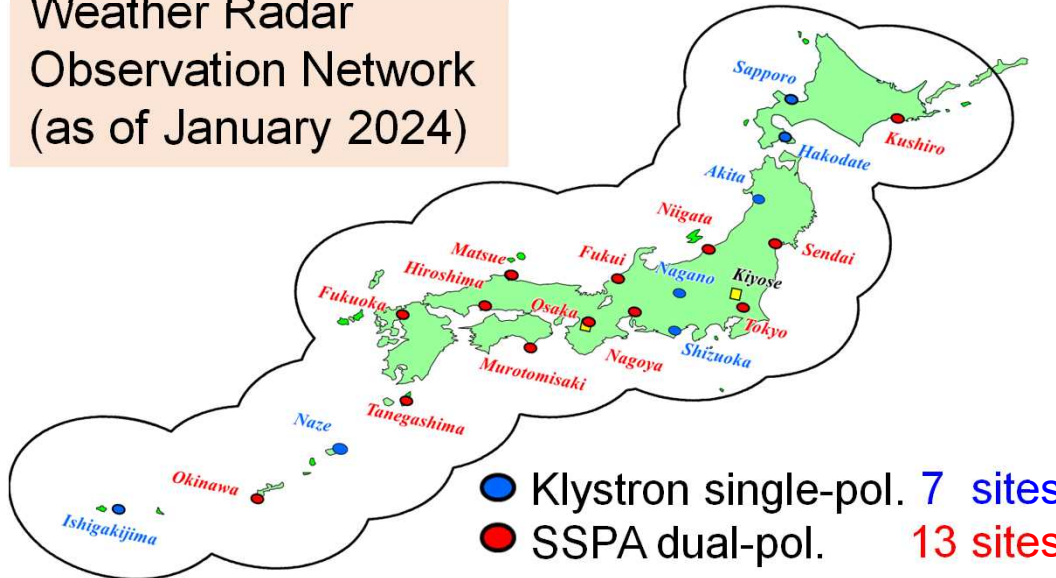 Weather Radar
Observation Network
(as of January 2024)
Sapporo
Kushiro
Hakodate
Akita
Niigata
Sendai
Matsue
Fukui
Hiroshima
Nagano
Kiyose
Fukuoka
Osaka
Tokyo
Shizuoka
Nagoya
Murotomisaki
Tanegashima
Naze
Okinawa
Ishigakijima
Klystron single-pol. 7 sites
SSPA dual-pol. 13 sites